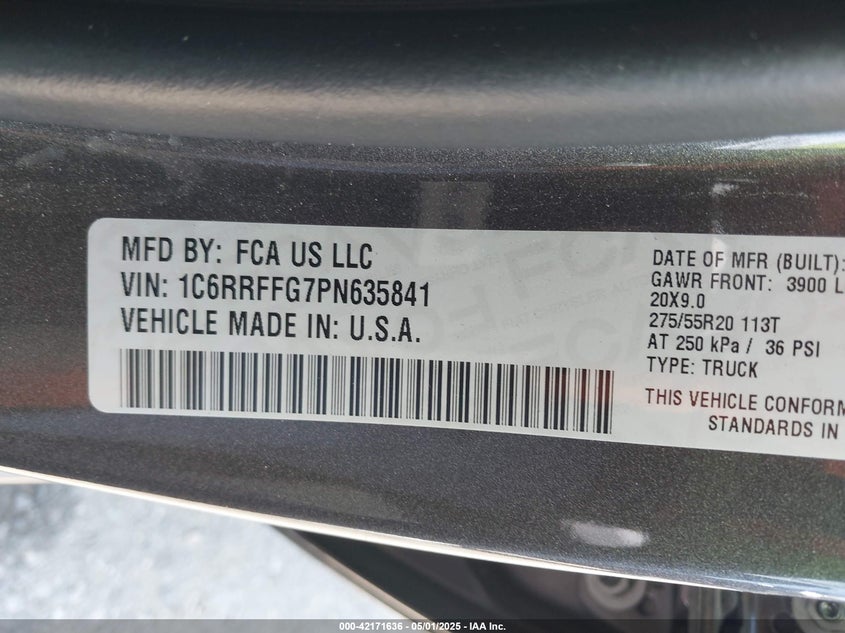 MFD BY: FCA US LLC
VIN: 1C6RRFFG7PN635841
VEHICLE MADE IN: U.S.A.
DATE OF MFR (BUILT):
GAWR FRONT: 3900 L
20X9.0
275/55R20 113T
AT 250 kPa / 36 PSI
TYPE: TRUCK
THIS VEHICLE CONFORM
STANDARDS IN
000-42171636 - 05/01/2025 - IAA Inc.